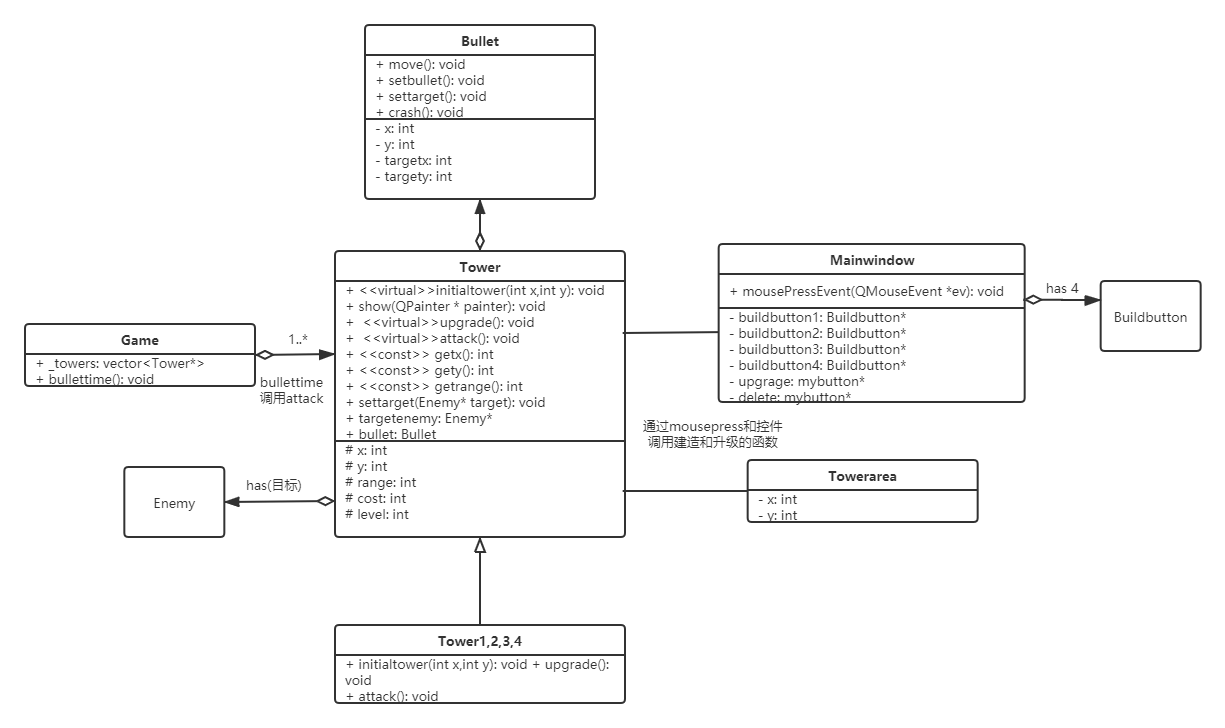 Bullet
+ move(): void
+ setbullet(): void
+ settarget(): void
+ crash(): void
- x: int
- y: int
- targetx: int
- targety: int
Tower
+ <<virtual>>initialtower(int x,int y): void
+ show(QPainter * painter): void
+ <<virtual>>upgrade(): void
+ <<virtual>>attack(): void
+ <<const>> getx(): int
+ <<const>> gety(): int
+ <<const>> getrange(): int
+ settarget(Enemy* target): void
+ targetenemy: Enemy*
+ bullet: Bullet
# x: int
# y: int
# range: int
# cost: int
# level: int
Mainwindow
+ mousePressEvent(QMouseEvent *ev): void
- buildbutton1: Buildbutton*
- buildbutton2: Buildbutton*
- buildbutton3: Buildbutton*
- buildbutton4: Buildbutton*
- upgrage: mybutton*
- delete: mybutton*
has 4
Buildbutton
Game
+ _towers: vector<Tower*>
+ bullettime(): void
1..*
bullettime
调用attack
通过mousepress和控件
调用建造和升级的函数
Enemy
has(目标)
Towerarea
- x: int
- y: int
Tower1,2,3,4
+ initialtower(int x,int y): void + upgrade():
void
+ attack(): void